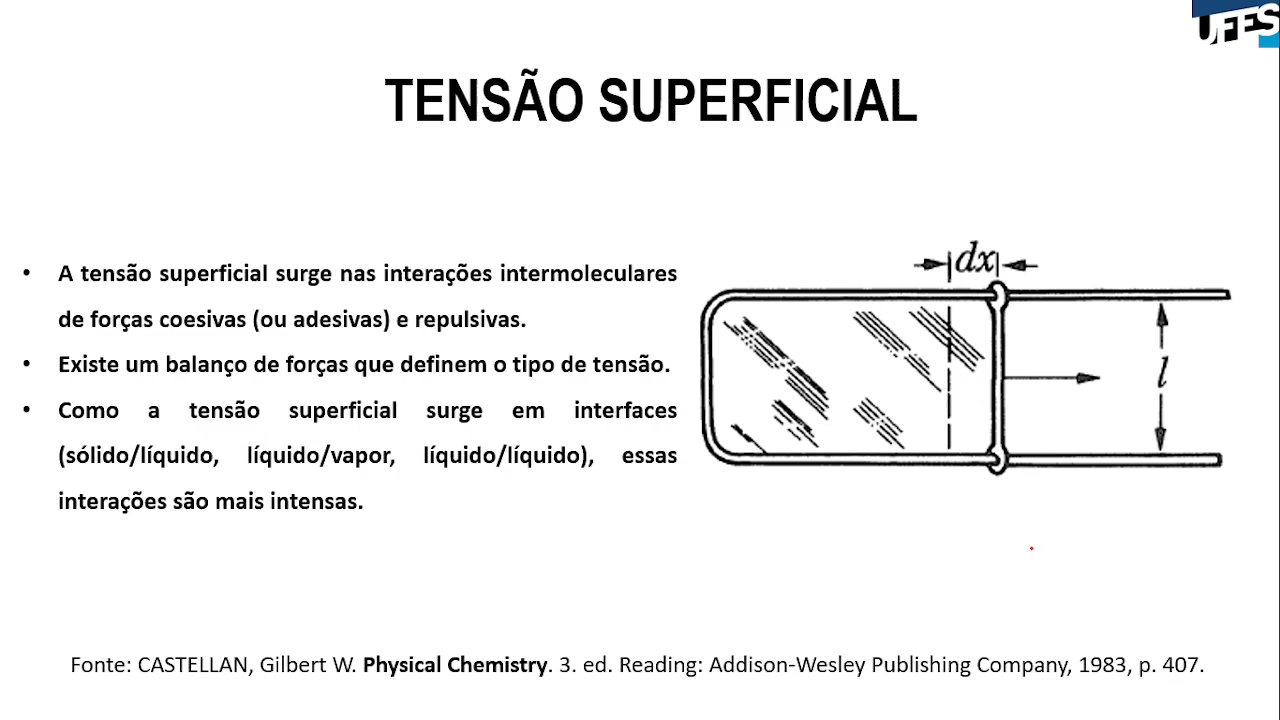 UFES
TENSÃO SUPERFICIAL
• A tensão superficial surge nas interações intermoleculares
de forças coesivas (ou adesivas) e repulsivas.
• Existe um balanço de forças que definem o tipo de tensão.
• Como a tensão superficial surge em interfaces
(sólido/líquido, líquido/vapor, líquido/líquido), essas
interações são mais intensas.
dx
l
Fonte: CASTELLAN, Gilbert W. Physical Chemistry. 3. ed. Reading: Addison-Wesley Publishing Company, 1983, p. 407.